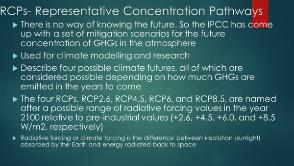 RCPs- Representative Concentration Pathways
There is no way of knowing the future. So the IPCC has come
up with a set of mitigation scenarios for the future
concentration of GHGs in the atmosphere
Used for climate modelling and research
Describe four possible climate futures, all of which are
considered possible depending on how much GHGs are
emitted in the years to come
The four RCPs, RCP2.6, RCP4.5, RCP6, and RCP8.5, are named
after a possible range of radiative forcing values in the year
2100 relative to pre-industrial values (+2.6, +4.5, +6.0, and +8.5
W/m2, respectively)
Radiative forcing or climate forcing is the difference between insolation (sunlight)
absorbed by the Earth and energy radiated back to space